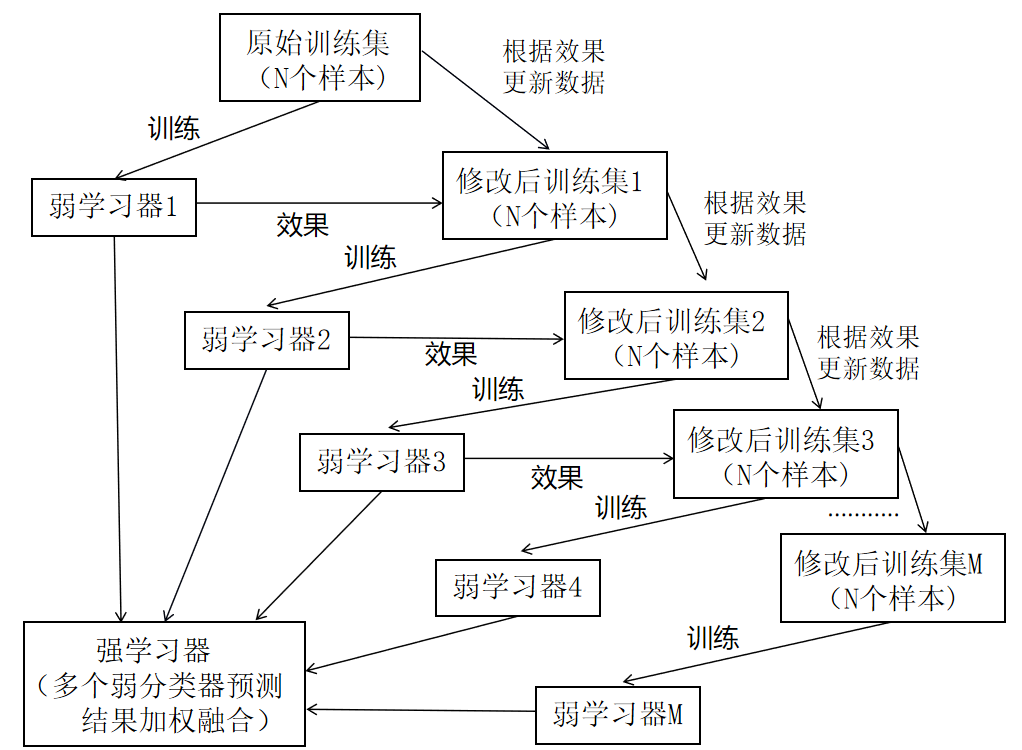 原始训练集
（N个样本)
根据效果
更新数据
训练
修改后训练集1
（N个样本)
弱学习器1
效果
根据效果
更新数据
训练
修改后训练集2
（N个样本)
弱学习器2
效果
根据效果
更新数据
训练
修改后训练集3
（N个样本)
弱学习器3
效果
训练
...........
修改后训练集M
（N个样本)
弱学习器4
强学习器
（多个弱分类器预测
结果加权融合）
训练
弱学习器M